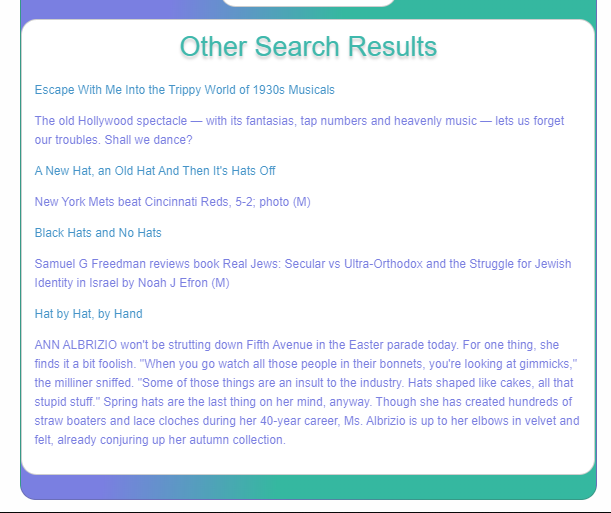 Other Search Results
Escape With Me Into the Trippy World of 1930s Musicals
The old Hollywood spectacle — with its fantasias, tap numbers and heavenly music — lets us forget
our troubles. Shall we dance?
A New Hat, an Old Hat And Then It's Hats Off
New York Mets beat Cincinnati Reds, 5-2; photo (M)
Black Hats and No Hats
Samuel G Freedman reviews book Real Jews: Secular vs Ultra-Orthodox and the Struggle for Jewish
Identity in Israel by Noah J Efron (M)
Hat by Hat, by Hand
ANN ALBRIZIO won't be strutting down Fifth Avenue in the Easter parade today. For one thing, she
finds it a bit foolish. "When you go watch all those people in their bonnets, you're looking at gimmicks,"
the milliner sniffed. "Some of those things are an insult to the industry. Hats shaped like cakes, all that
stupid stuff." Spring hats are the last thing on her mind, anyway. Though she has created hundreds of
straw boaters and lace cloches during her 40-year career, Ms. Albrizio is up to her elbows in velvet and
felt, already conjuring up her autumn collection.